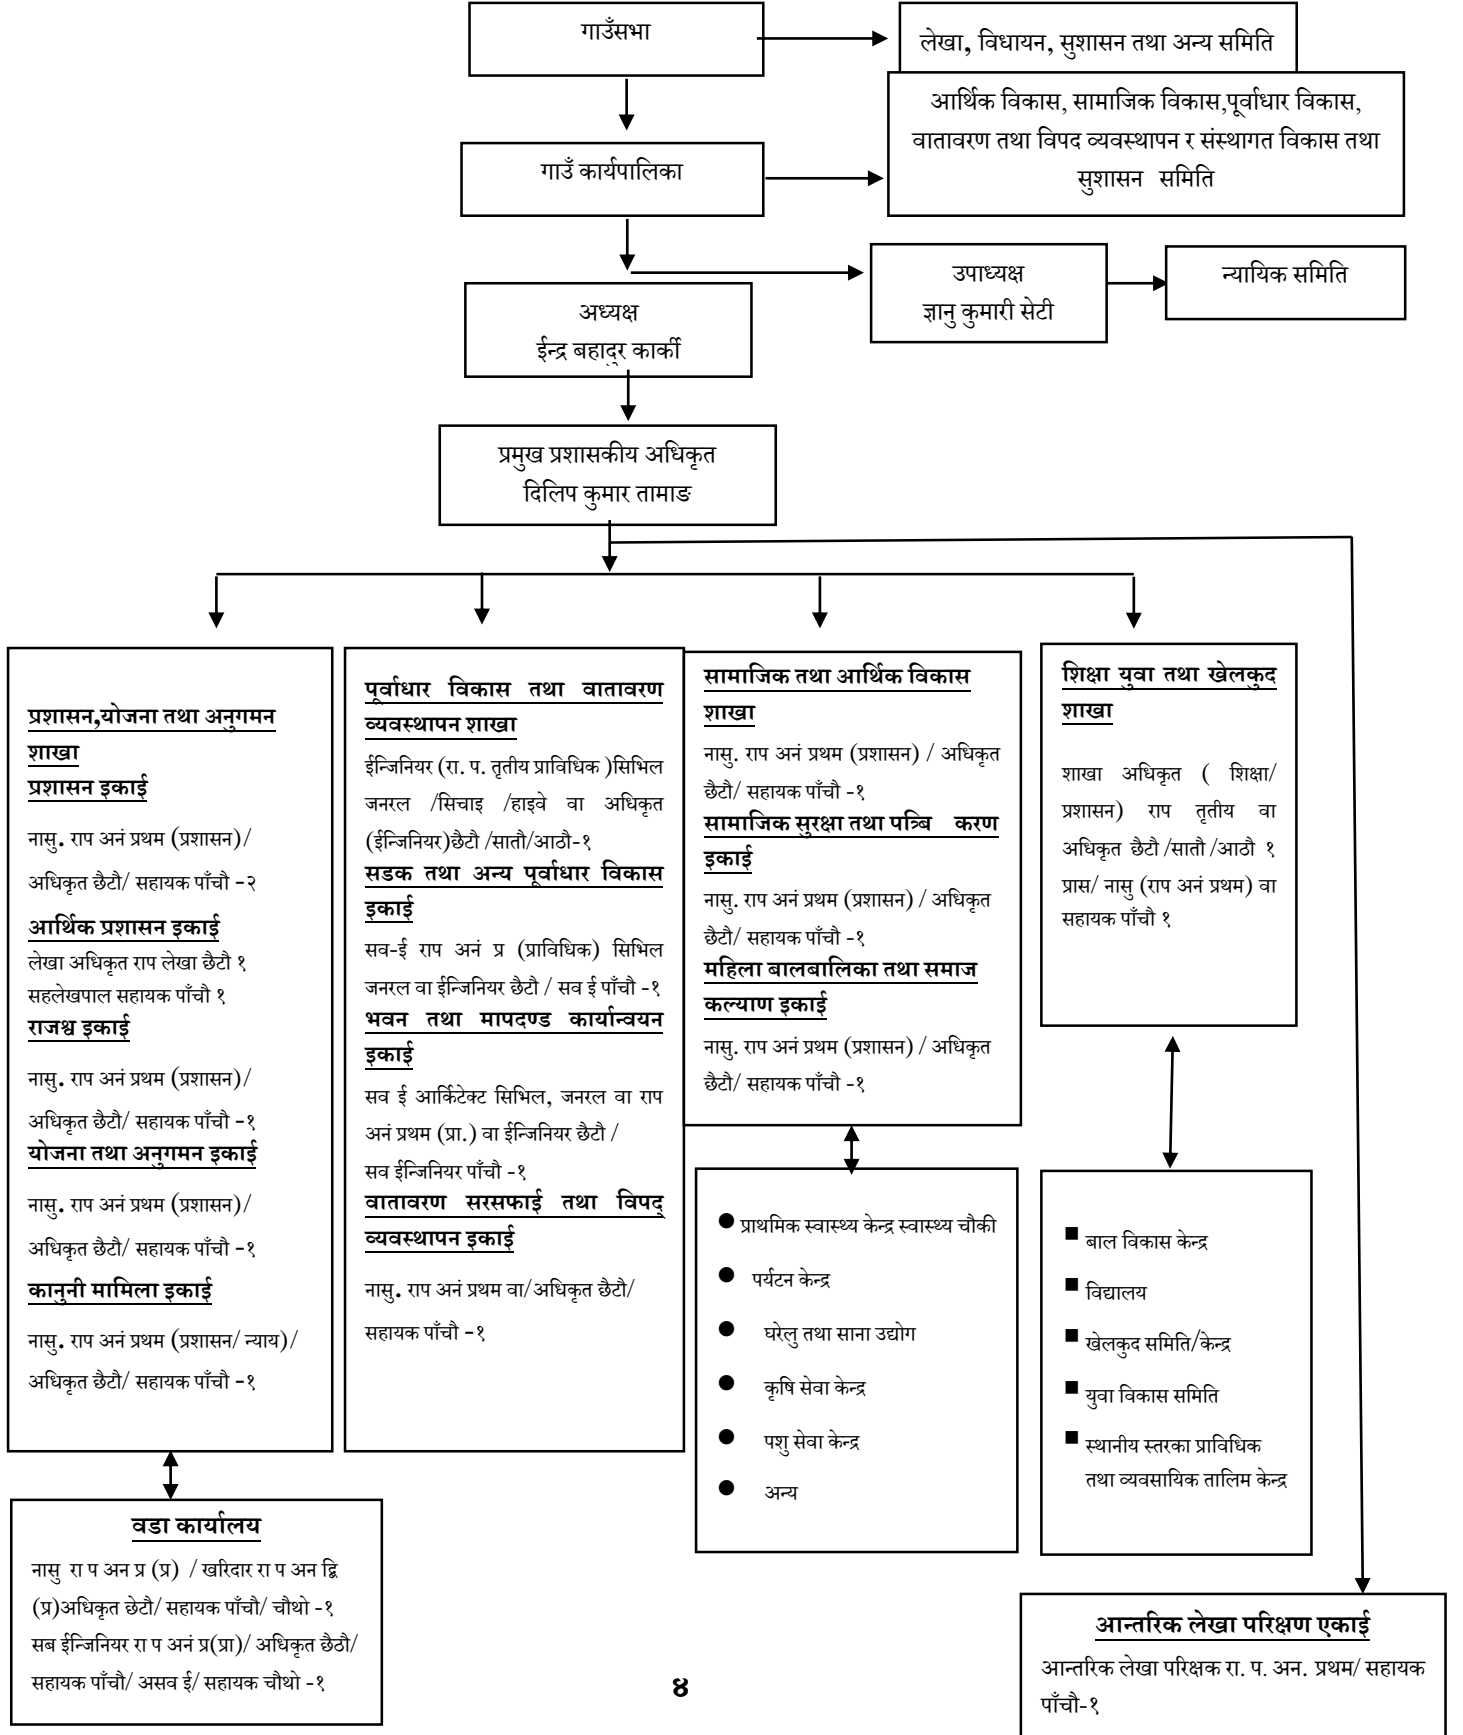 गाउँसभा
लेखा, विधायन, सुशासन तथा अन्य समिति
आर्थिक विकास, सामाजिक विकास,पूर्वाधार विकास,
वातावरण तथा विपद व्यवस्थापन र संस्थागत विकास तथा
सुशासन समिति
गाउँ कार्यपालिका
उपाध्यक्ष
ज्ञानु कुमारी सेटी
न्यायिक समिति
अध्यक्ष
ईन्द्र बहादुर कार्की
प्रमुख प्रशासकीय अधिकृत
दिलिप कुमार तामाङ
प्रशासन,योजना तथा अनुगमन
शाखा
प्रशासन इकाई
नासु. राप अनं प्रथम (प्रशासन)/
अधिकृत छैटौ/ सहायक पाँचौ -२
आर्थिक प्रशासन इकाई
लेखा अधिकृत राप लेखा छैटौ १
सहलेखपाल सहायक पाँचौ १
राजश्व इकाई
नासु. राप अनं प्रथम (प्रशासन)/
अधिकृत छैटौ/ सहायक पाँचौ -१
योजना तथा अनुगमन इकाई
नासु. राप अनं प्रथम (प्रशासन)/
अधिकृत छैटौ/ सहायक पाँचौ -१
कानुनी मामिला इकाई
नासु. राप अनं प्रथम (प्रशासन/ न्याय)/
अधिकृत छैटौ/ सहायक पाँचौ -१
पूर्वाधार विकास तथा वातावरण
व्यवस्थापन शाखा
ईन्जिनियर (रा. प. तृतीय प्राविधिक )सिभिल
जनरल /सिचाइ /हाइवे वा अधिकृत
(ईन्जिनियर)छैटौ /सातौ/आठौ-१
सडक तथा अन्य पूर्वाधार विकास
इकाई
सव-ई राप अनं प्र (प्राविधिक) सिभिल
जनरल वा ईन्जिनियर छैटौ / सव ई पाँचौ -१
भवन तथा मापदण्ड कार्यान्वयन
इकाई
सव ई आर्किटेक्ट सिभिल, जनरल वा राप
अनं प्रथम (प्रा.) वा ईन्जिनियर छैटौ /
सव ईन्जिनियर पाँचौ -१
वातावरण सरसफाई तथा विपद्
व्यवस्थापन इकाई
नासु. राप अनं प्रथम वा/अधिकृत छैटौ/
सहायक पाँचौ -१
सामाजिक तथा आर्थिक विकास
शाखा
नासु. राप अनं प्रथम (प्रशासन) / अधिकृत
छैटौ/ सहायक पाँचौ -१
सामाजिक सुरक्षा तथा पञ्बि करण
इकाई
नासु. राप अनं प्रथम (प्रशासन) / अधिकृत
छैटौ/ सहायक पाँचौ -१
महिला बालबालिका तथा समाज
कल्याण इकाई
नासु. राप अनं प्रथम (प्रशासन) / अधिकृत
छैटौ/ सहायक पाँचौ -१
शिक्षा युवा तथा खेलकुद
शाखा
शाखा अधिकृत ( शिक्षा/
प्रशासन) राप तृतीय वा
अधिकृत छैटौ /सातौ /आठौ १
प्रास/ नासु (राप अनं प्रथम) वा
सहायक पाँचौ १
● प्राथमिक स्वास्थ्य केन्द्र स्वास्थ्य चौकी
● पर्यटन केन्द्र
● घरेलु तथा साना उद्योग
● कृषि सेवा केन्द्र
● पशु सेवा केन्द्र
● अन्य
■ बाल विकास केन्द्र
■ विद्यालय
■ खेलकुद समिति/केन्द्र
■ युवा विकास समिति
■ स्थानीय स्तरका प्राविधिक
तथा व्यवसायिक तालिम केन्द्र
वडा कार्यालय
नासु रा प अन प्र (प्र) / खरिदार रा प अन द्वि
(प्र)अधिकृत छेटौ/ सहायक पाँचौ/ चौथो -१
सब ईन्जिनियर रा प अनं प्र(प्रा)/ अधिकृत छैठौ/
सहायक पाँचौ/ असव ई/ सहायक चौथो -१
आन्तरिक लेखा परिक्षण एकाई
आन्तरिक लेखा परिक्षक रा. प. अन. प्रथम/ सहायक
पाँचौ-१
४